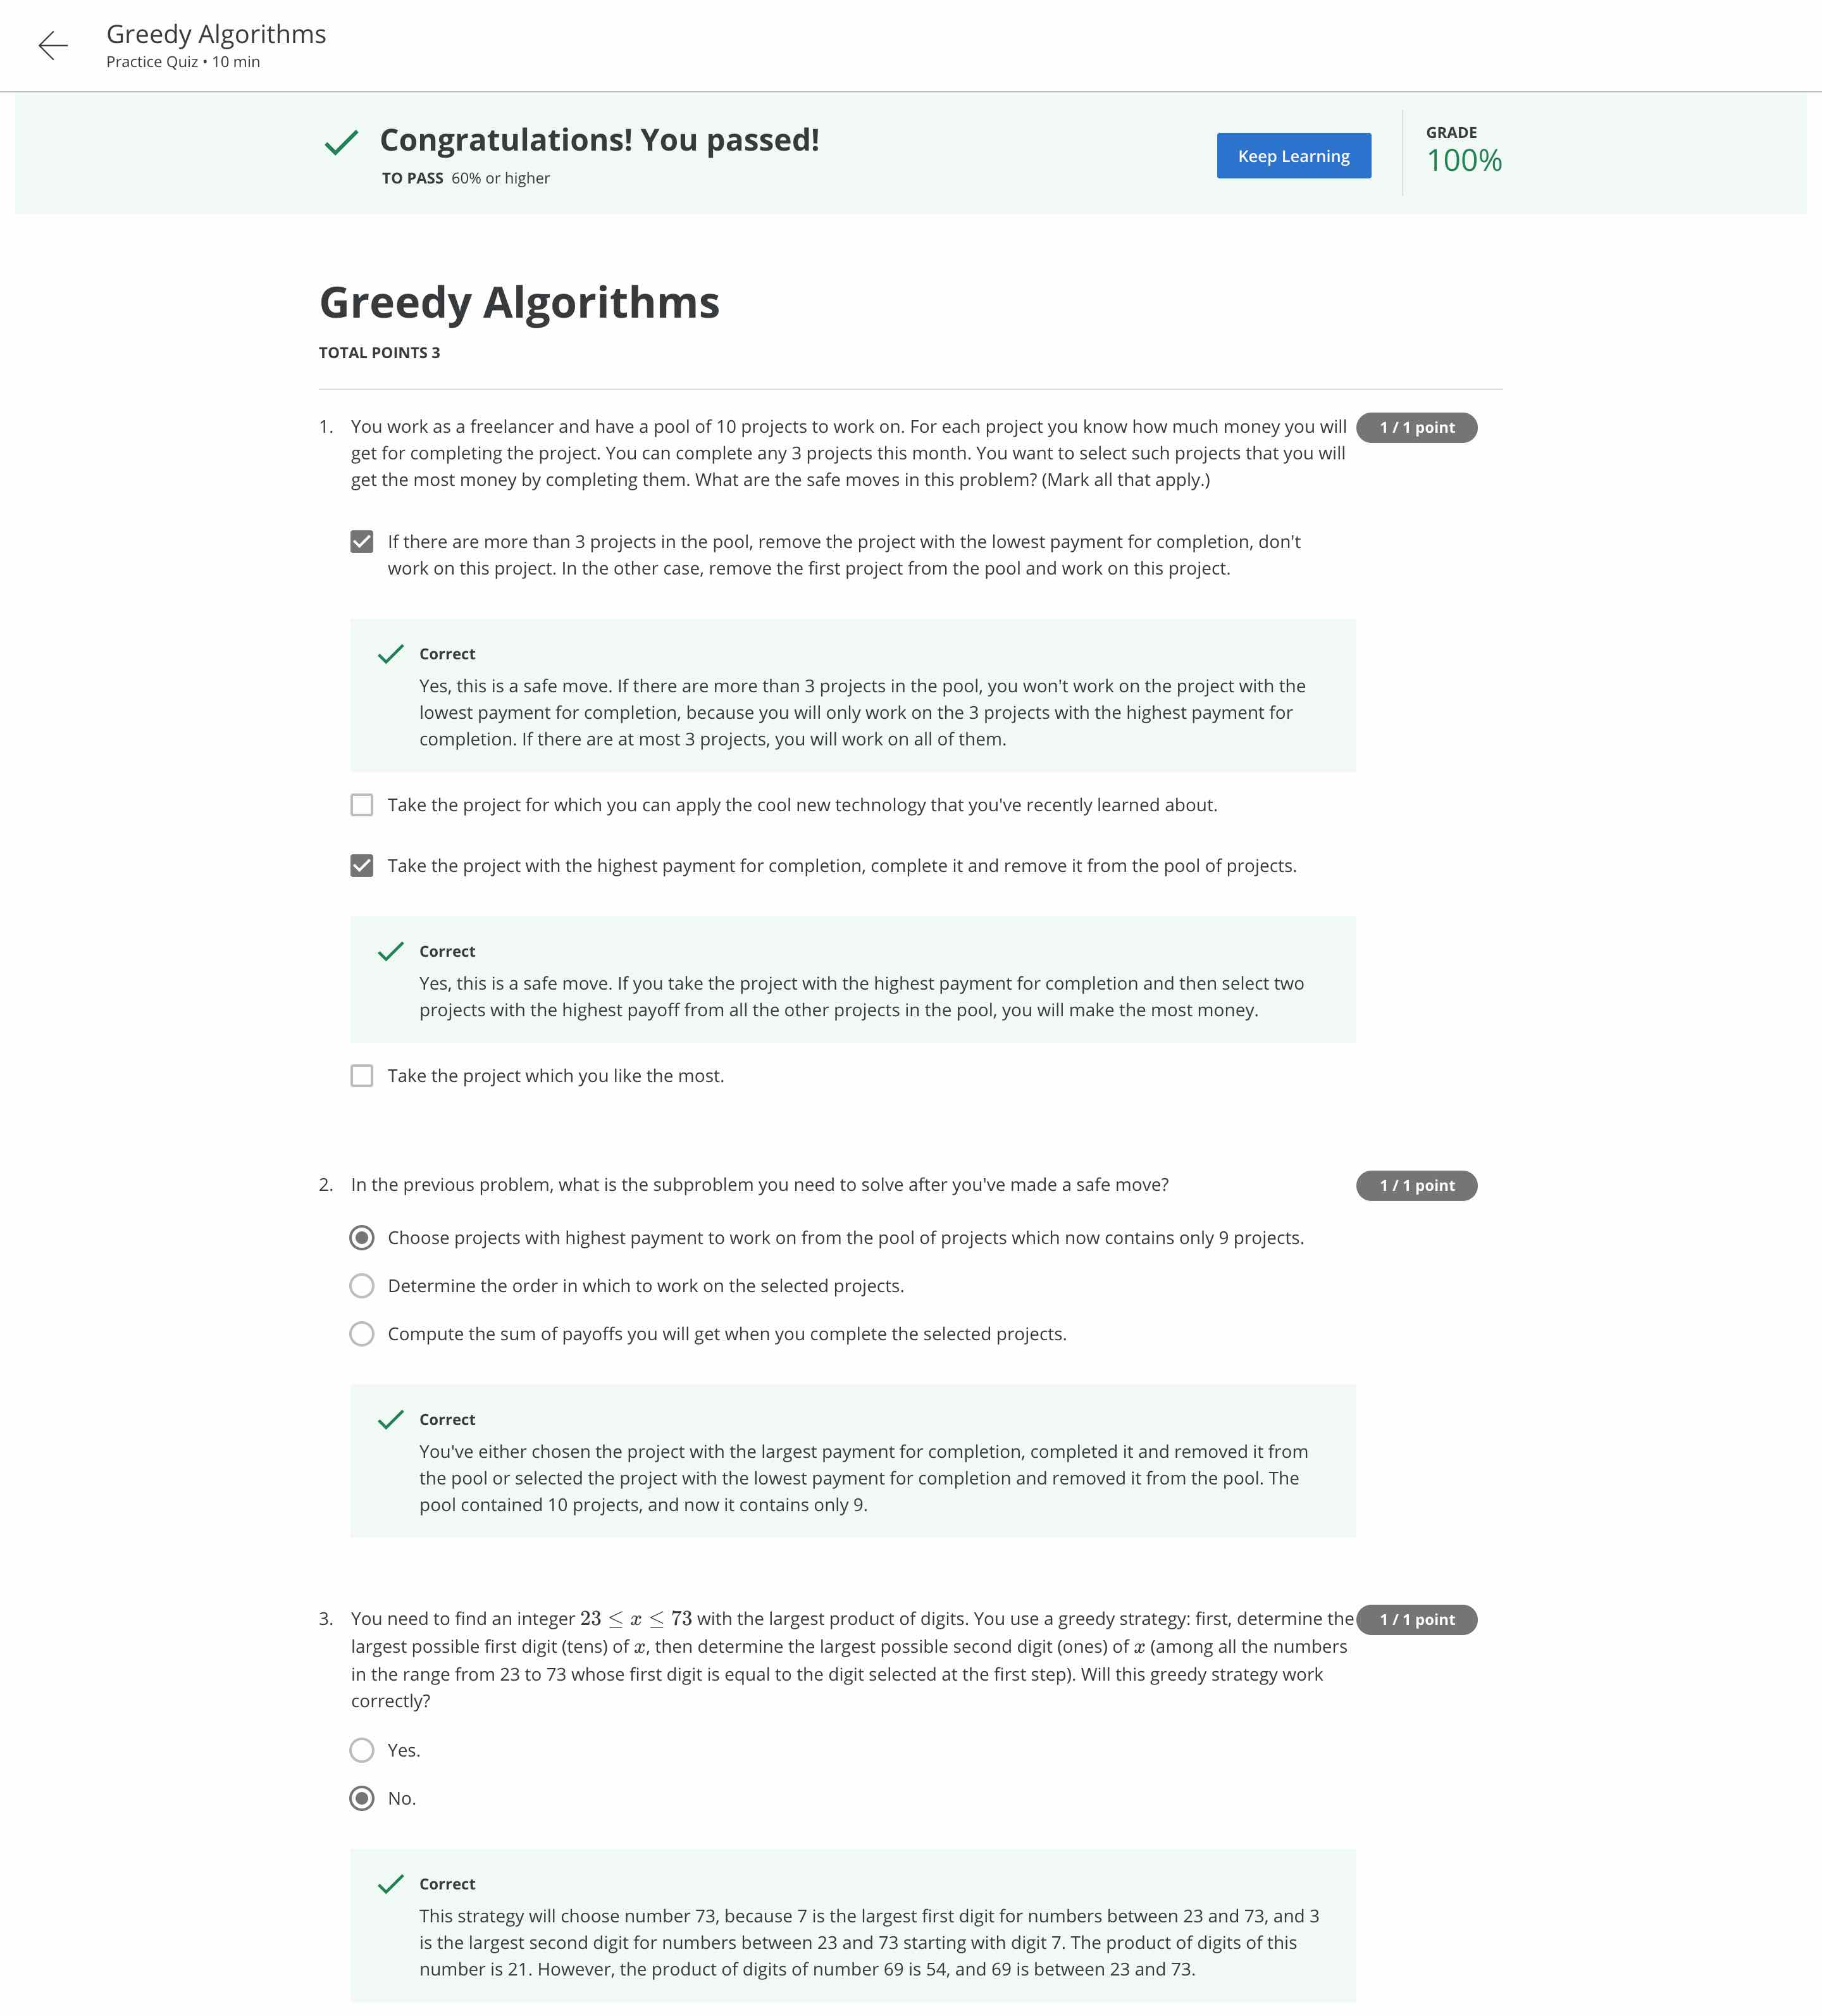 Greedy Algorithms
Practice Quiz • 10 min
Congratulations! You passed!
TO PASS 60% or higher
Keep Learning
GRADE
100%
Greedy Algorithms
TOTAL POINTS 3
1. You work as a freelancer and have a pool of 10 projects to work on. For each project you know how much money you will
get for completing the project. You can complete any 3 projects this month. You want to select such projects that you will
get the most money by completing them. What are the safe moves in this problem? (Mark all that apply.)
1 / 1 point
If there are more than 3 projects in the pool, remove the project with the lowest payment for completion, don't
work on this project. In the other case, remove the first project from the pool and work on this project.
Correct
Yes, this is a safe move. If there are more than 3 projects in the pool, you won't work on the project with the
lowest payment for completion, because you will only work on the 3 projects with the highest payment for
completion. If there are at most 3 projects, you will work on all of them.
Take the project for which you can apply the cool new technology that you've recently learned about.
Take the project with the highest payment for completion, complete it and remove it from the pool of projects.
Correct
Yes, this is a safe move. If you take the project with the highest payment for completion and then select two
projects with the highest payoff from all the other projects in the pool, you will make the most money.
Take the project which you like the most.
2. In the previous problem, what is the subproblem you need to solve after you've made a safe move?
1 / 1 point
Choose projects with highest payment to work on from the pool of projects which now contains only 9 projects.
Determine the order in which to work on the selected projects.
Compute the sum of payoffs you will get when you complete the selected projects.
Correct
You've either chosen the project with the largest payment for completion, completed it and removed it from
the pool or selected the project with the lowest payment for completion and removed it from the pool. The
pool contained 10 projects, and now it contains only 9.
3. You need to find an integer 23 ≤ x ≤ 73 with the largest product of digits. You use a greedy strategy: first, determine the
largest possible first digit (tens) of x, then determine the largest possible second digit (ones) of x (among all the numbers
in the range from 23 to 73 whose first digit is equal to the digit selected at the first step). Will this greedy strategy work
correctly?
1 / 1 point
Yes.
No.
Correct
This strategy will choose number 73, because 7 is the largest first digit for numbers between 23 and 73, and 3
is the largest second digit for numbers between 23 and 73 starting with digit 7. The product of digits of this
number is 21. However, the product of digits of number 69 is 54, and 69 is between 23 and 73.